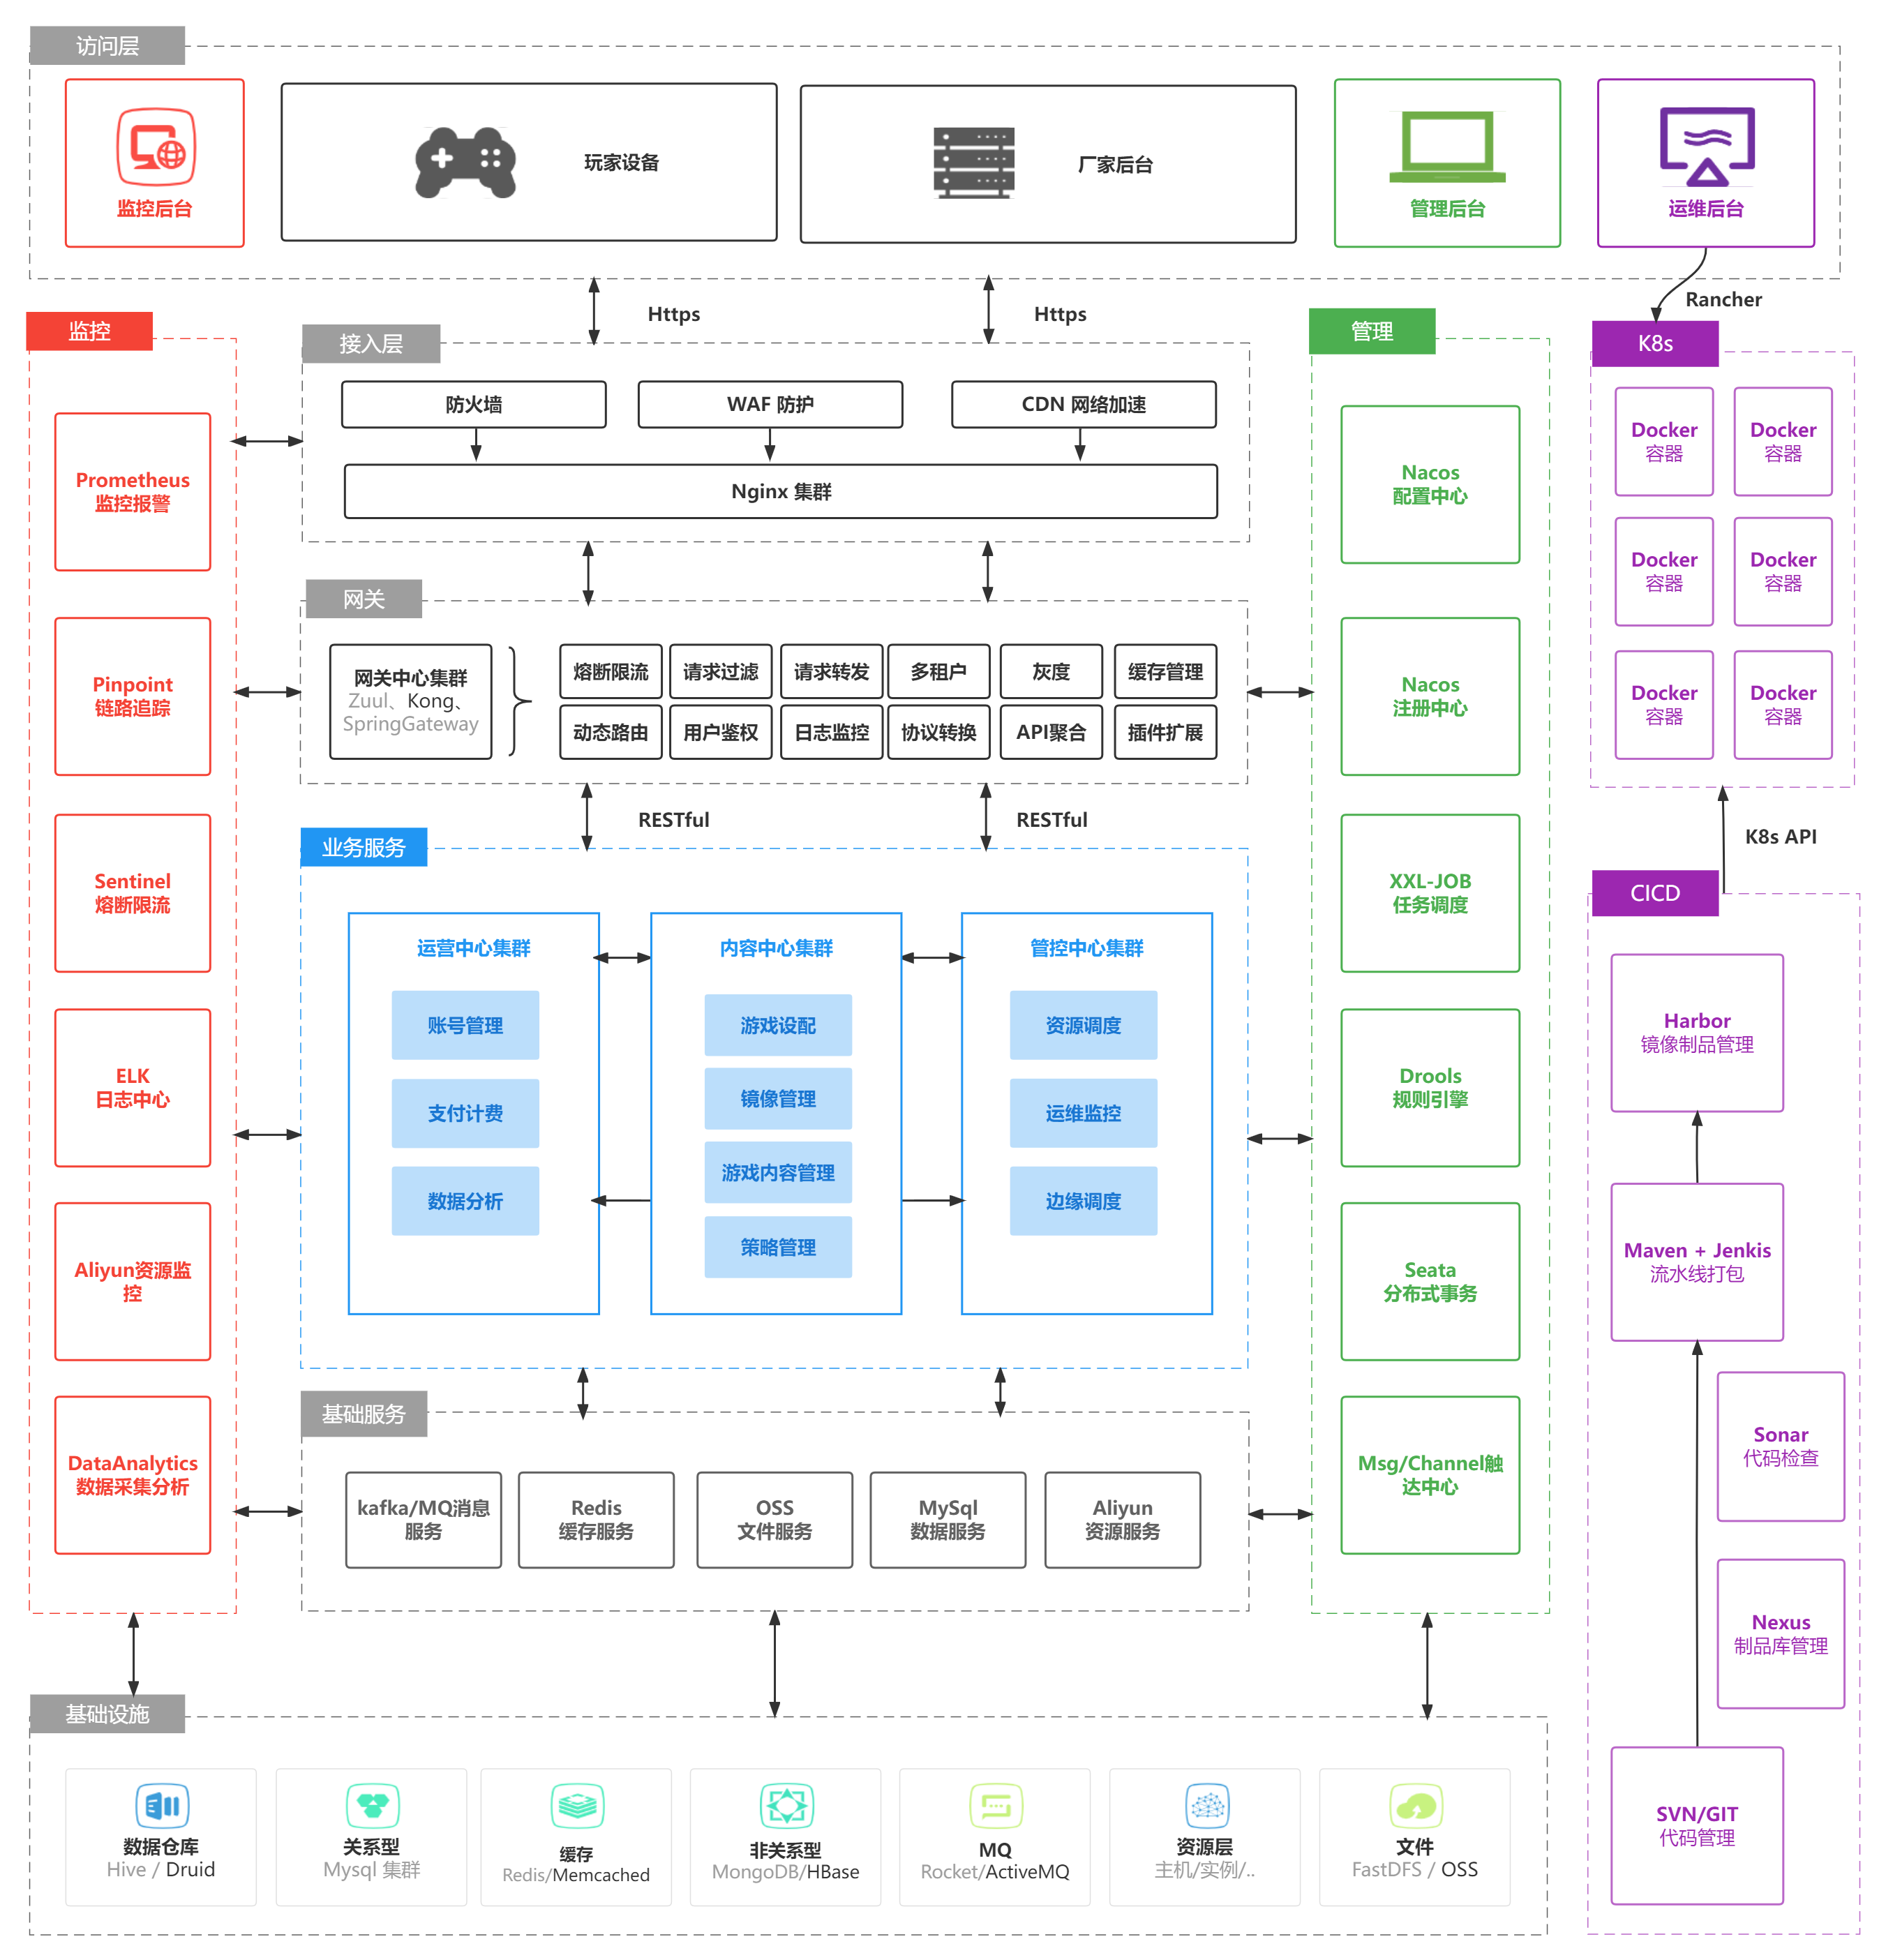 访问层
监控后台
玩家设备
厂家后台
管理后台
运维后台
Https
Https
Rancher
监控
Prometheus
监控报警
Pinpoint
链路追踪
Sentinel
熔断限流
ELK
日志中心
Aliyun资源监
控
DataAnalytics
数据采集分析
接入层
防火墙
WAF 防护
CDN 网络加速
Nginx 集群
网关
网关中心集群
Zuul、Kong、
SpringGateway
熔断限流
请求过滤
请求转发
多租户
灰度
缓存管理
动态路由
用户鉴权
日志监控
协议转换
API聚合
插件扩展
RESTful
RESTful
业务服务
运营中心集群
账号管理
支付计费
数据分析
内容中心集群
游戏设配
镜像管理
游戏内容管理
策略管理
管控中心集群
资源调度
运维监控
边缘调度
基础服务
kafka/MQ消息
服务
Redis
缓存服务
OSS
文件服务
MySql
数据服务
Aliyun
资源服务
管理
Nacos
配置中心
Nacos
注册中心
XXL-JOB
任务调度
Drools
规则引擎
Seata
分布式事务
Msg/Channel触
达中心
K8s
Docker
容器
Docker
容器
Docker
容器
Docker
容器
Docker
容器
Docker
容器
K8s API
CICD
Harbor
镜像制品管理
Maven + Jenkis
流水线打包
Sonar
代码检查
Nexus
制品库管理
SVN/GIT
代码管理
基础设施
数据仓库
Hive / Druid
关系型
Mysql 集群
缓存
Redis/Memcached
非关系型
MongoDB/HBase
MQ
Rocket/ActiveMQ
资源层
主机/实例/..
文件
FastDFS / OSS